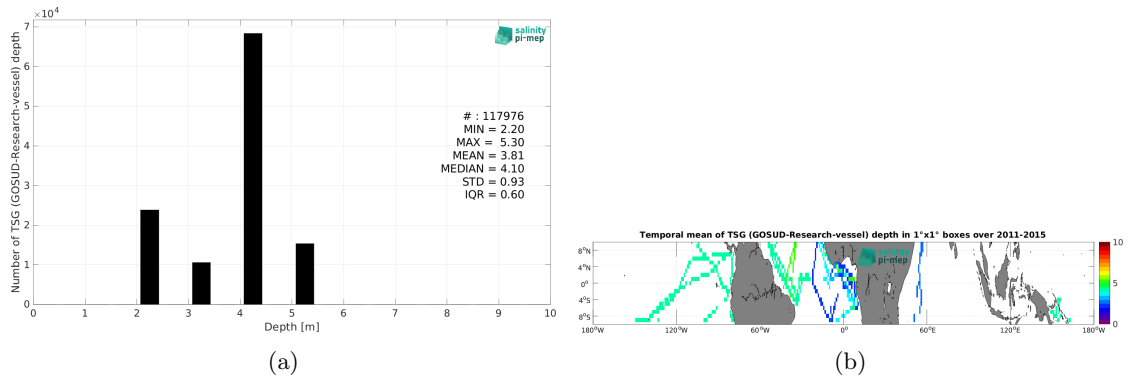 ×10⁴
7
6
5
4
3
2
1
0
Number of TSG (GOSUD-Research-vessel) depth
salinity
pi-mep
# : 117976
MIN = 2.20
MAX = 5.30
MEAN = 3.81
MEDIAN = 4.10
STD = 0.93
IQR = 0.60
0 1 2 3 4 5 6 7 8 9 10
Depth [m]
(a)
Temporal mean of TSG (GOSUD-Research-vessel) depth in 1°x1° boxes over 2011-2015
8°N
4°N
0°
4°S
8°S
salinity
pi-mep
10
5
0
180°W 120°W 60°W 0° 60°E 120°E 180°W
(b)